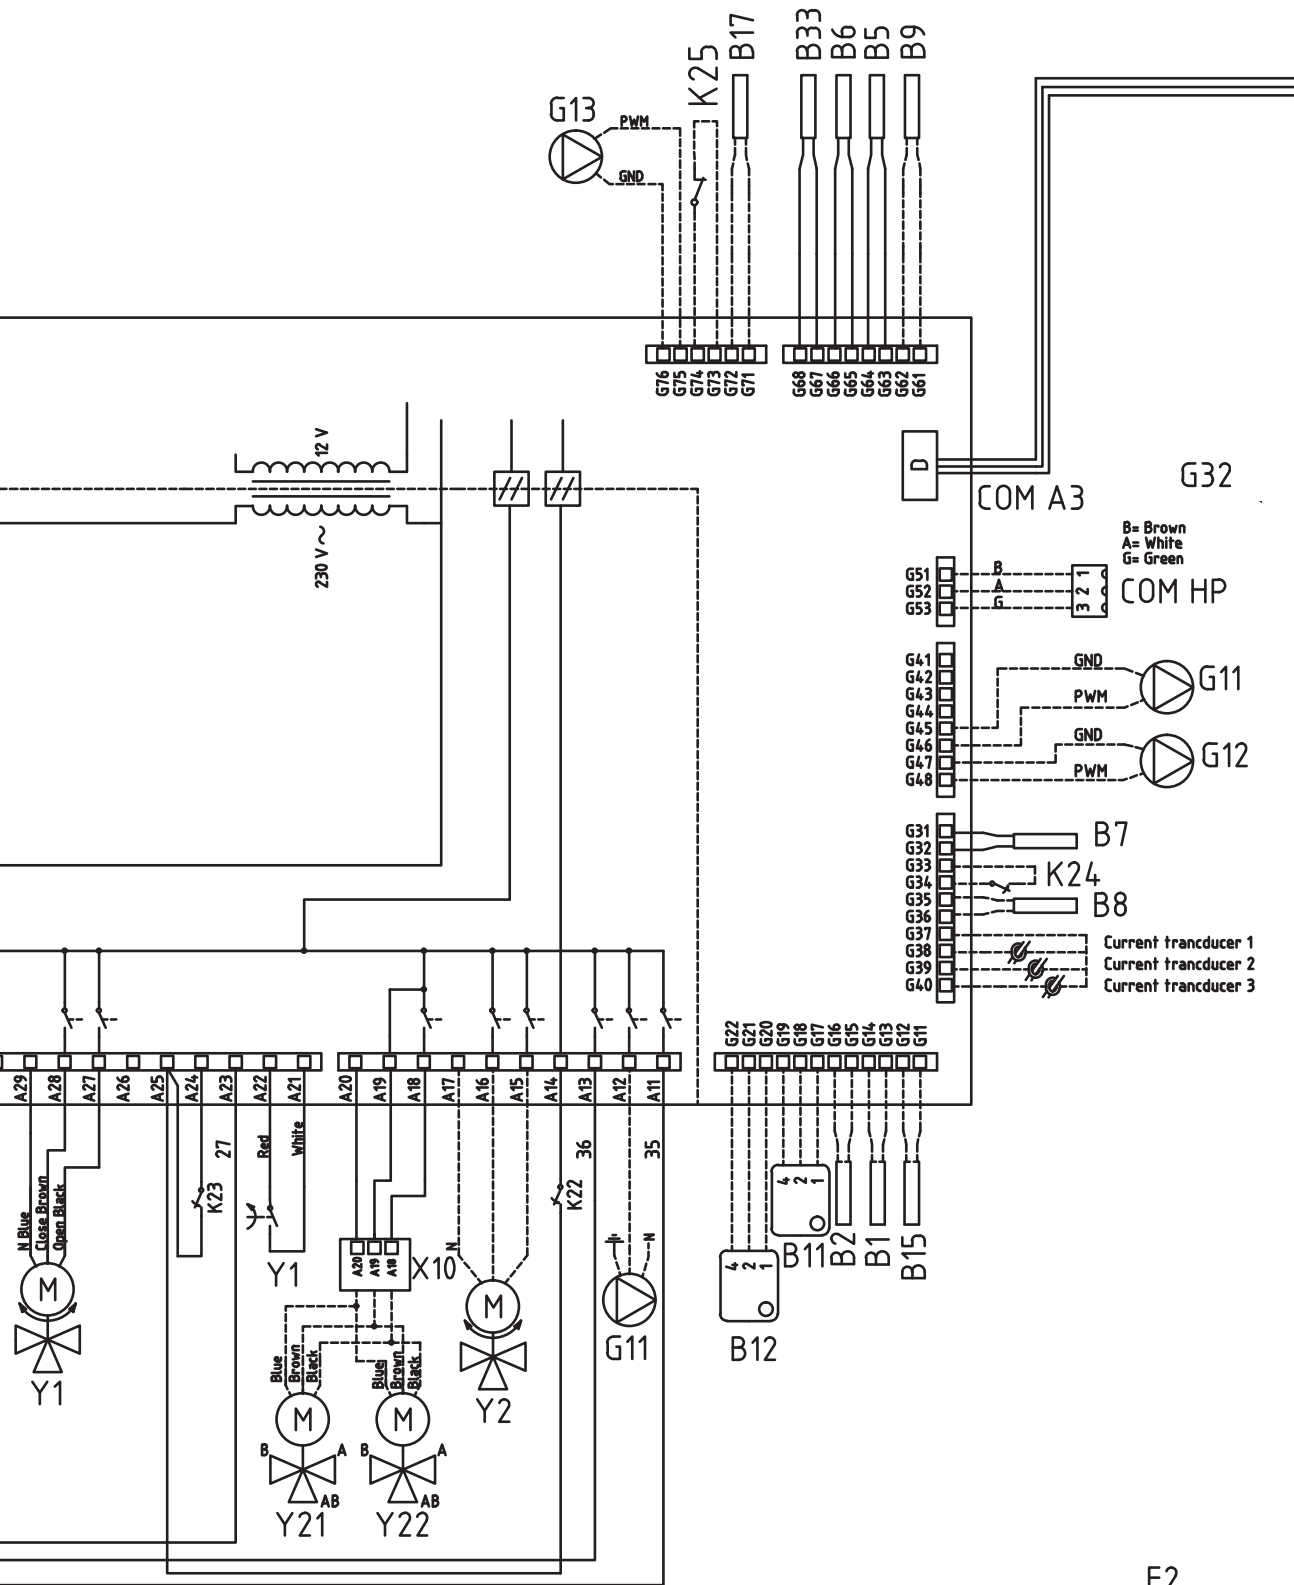 G13
K25
B17
B33
B6
B5
B9
PWM
GND
G76
G75
G74
G73
G72
G71
G68
G67
G66
G65
G64
G63
G62
G61
12 V
230 V ~
D
COM A3
G32
B= Brown
A= White
G= Green
G51
G52
G53
B
A
G
1
2
3
COM HP
G41
G42
G43
G44
G45
G46
G47
G48
GND
PWM
G11
GND
PWM
G12
G31
G32
G33
G34
G35
G36
G37
G38
G39
G40
B7
K24
B8
Current trancducer 1
Current trancducer 2
Current trancducer 3
G22
G21
G20
G19
G18
G17
G16
G15
G14
G13
G12
G11
A29
A28
A27
A26
A25
A24
A23
A22
A21
A20
A19
A18
A17
A16
A15
A14
A13
A12
A11
N Blue
Close Brown
Open Black
K23
27
Red
White
36
35
K22
4
2
1
B11
B2
B1
B15
4
2
1
B12
M
Y1
Y1
A20
A19
A18
X10
N
M
Y2
N
G11
Blue
Brown
Black
Blue
Brown
Black
M
M
B
A
AB
Y21
B
A
AB
Y22